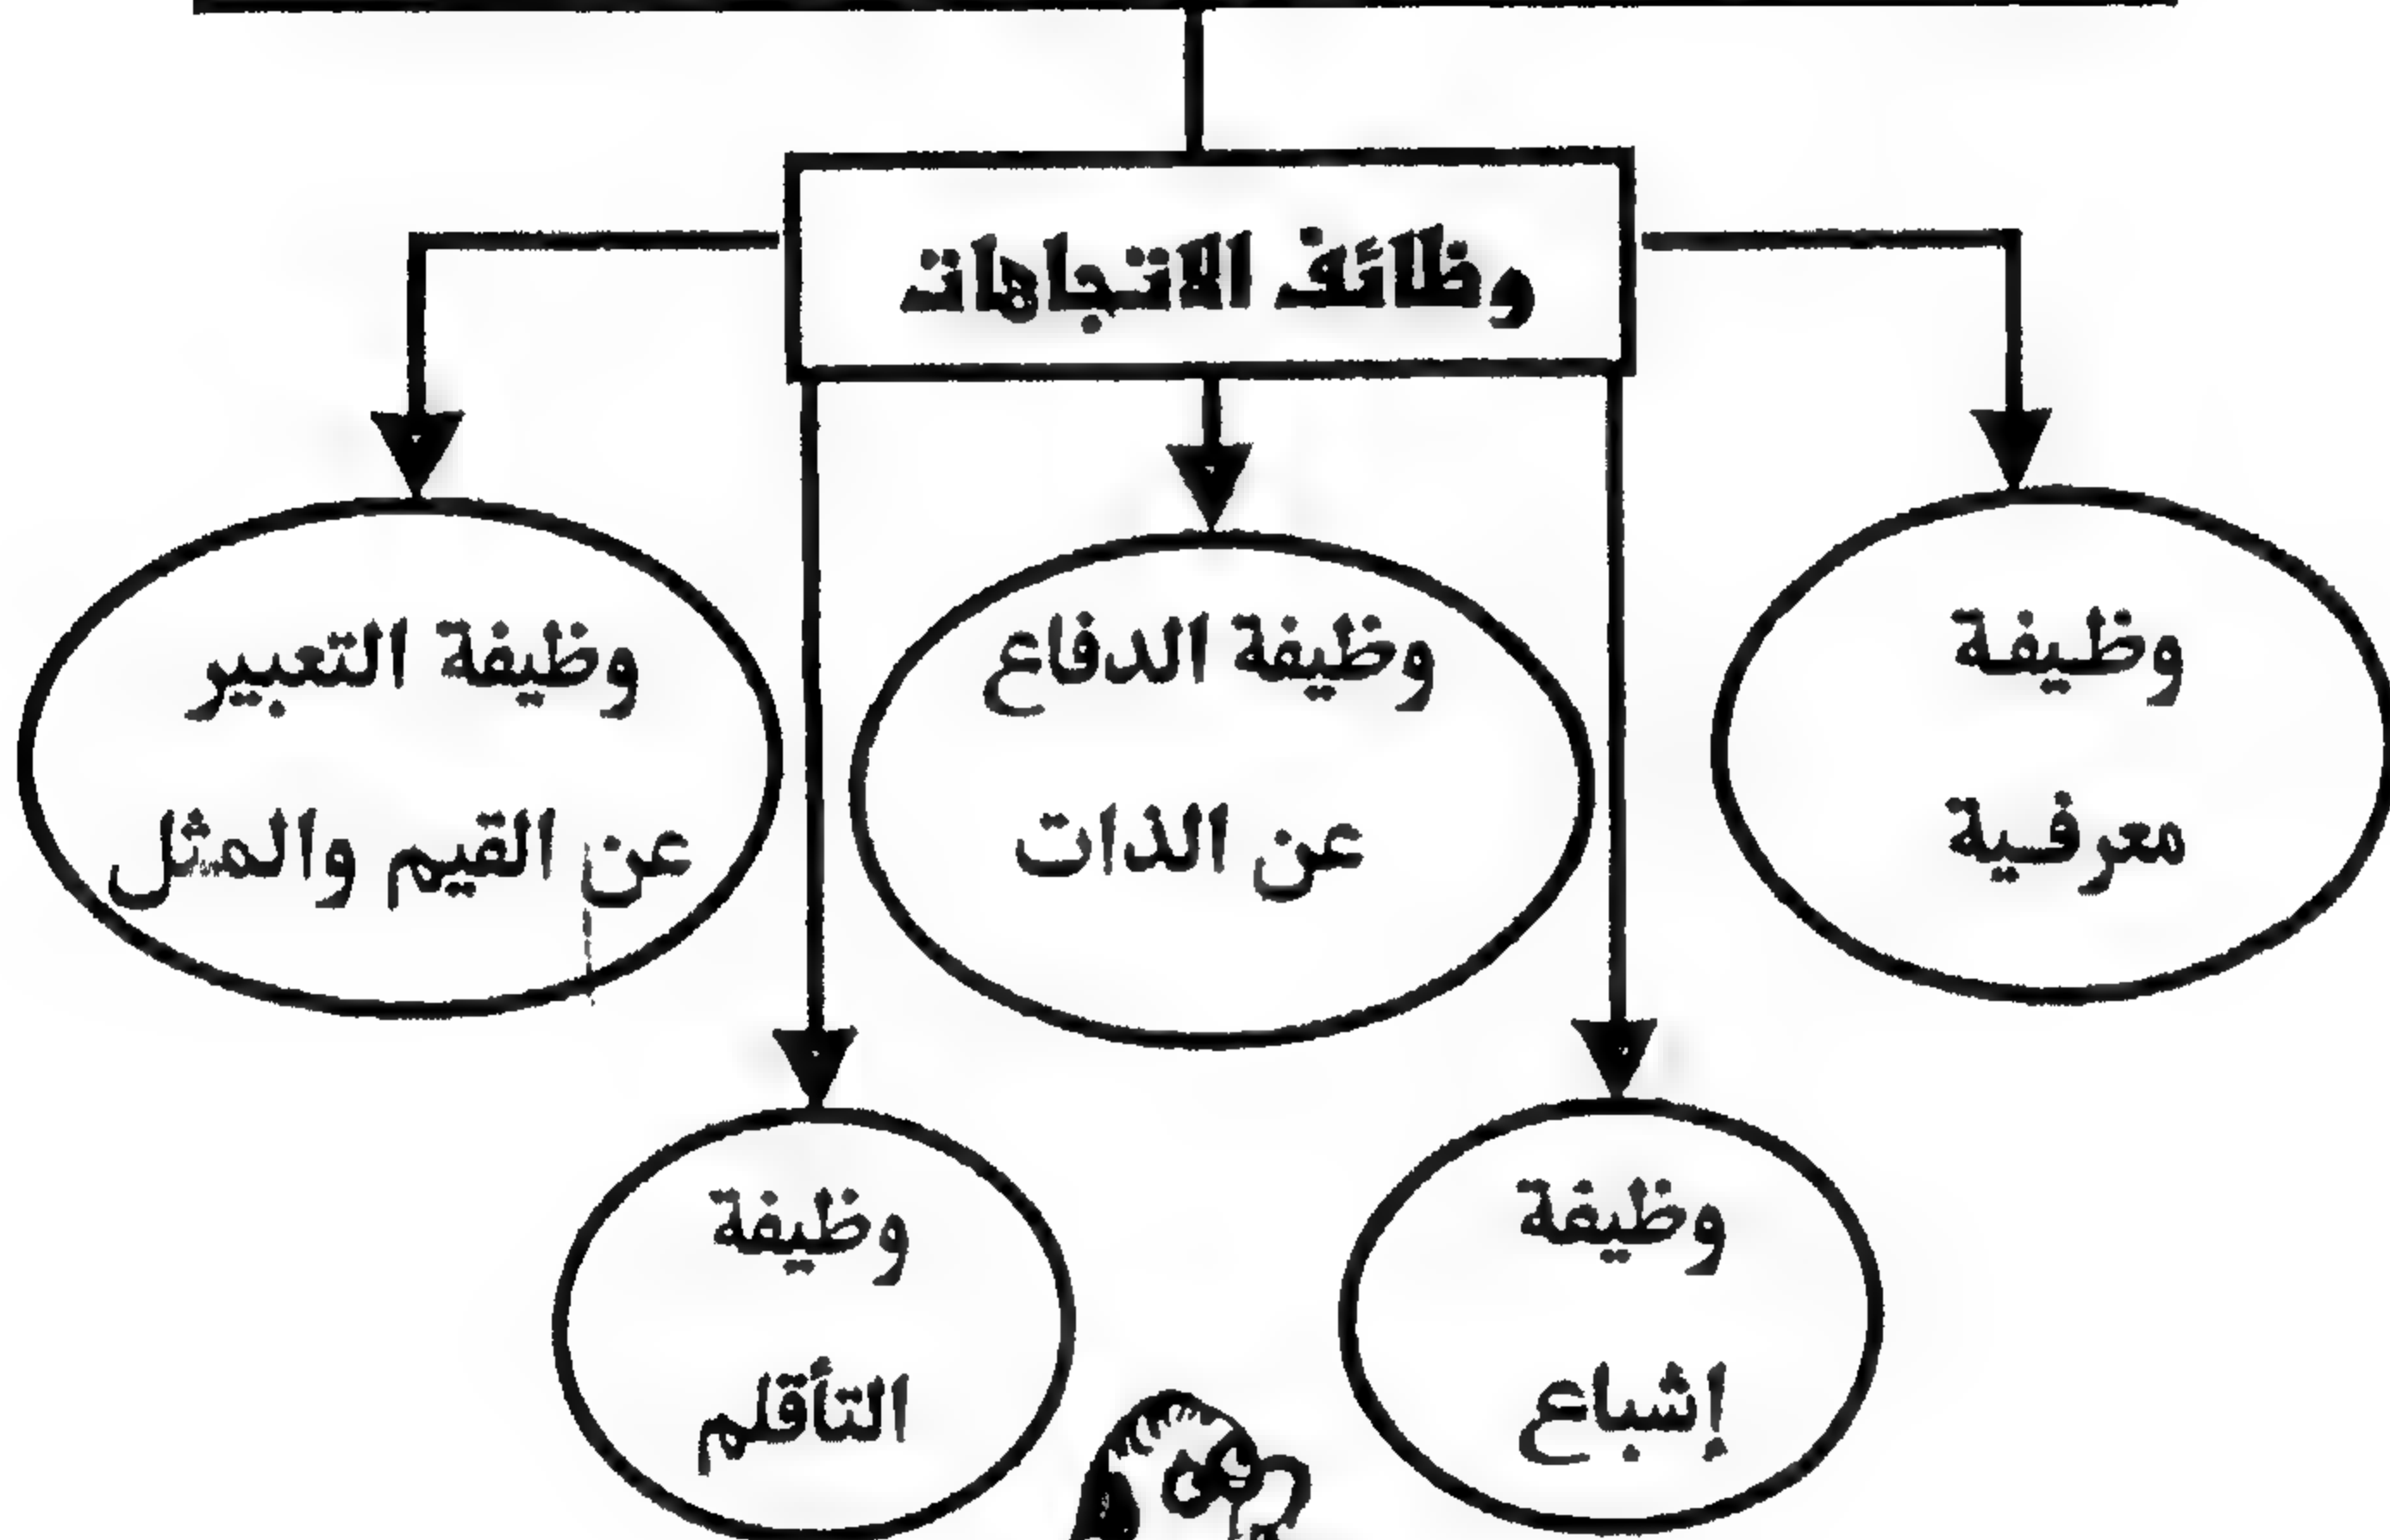 وظائف الاتجاهات
وظيفة
معرفية
وظيفة الدفاع
عن الذات
وظيفة التعبير
عن القيم والمثل
وظيفة
إشباع
وظيفة
التأقلم